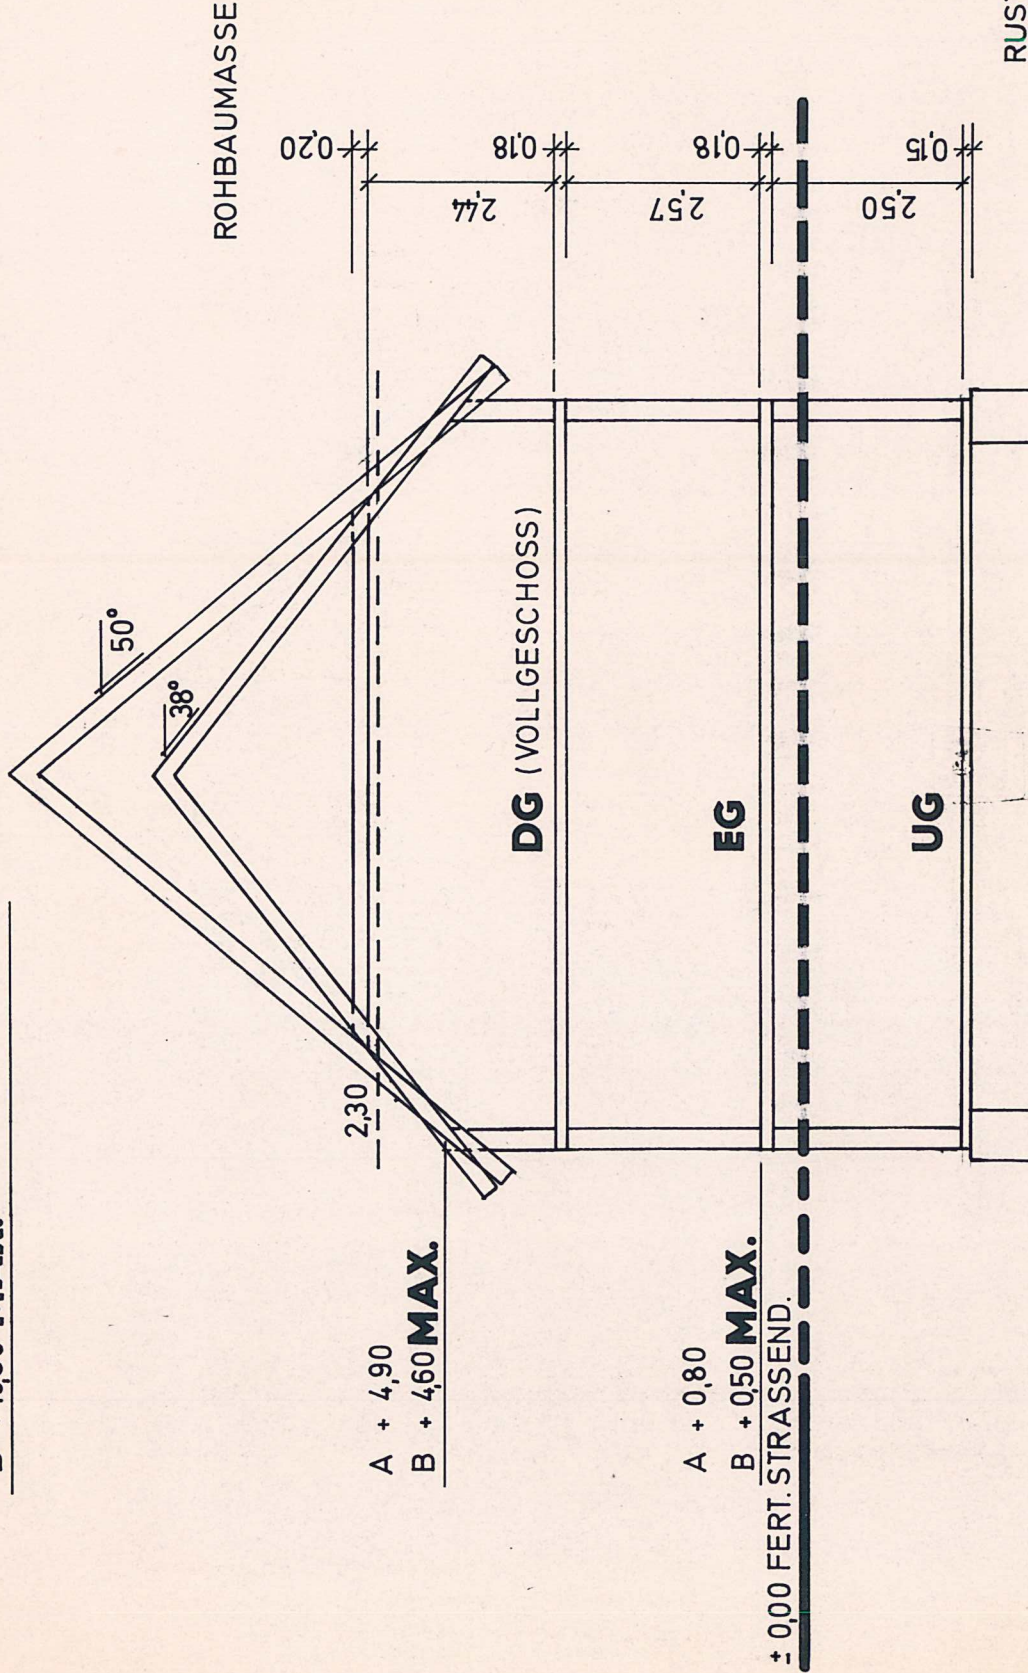 ROHBAUMASSE
50°
38°
0,20
2,30
2,44
A + 4,90
B + 4,60 MAX.
DG (VOLLGESCHOSS)
0,18
2,57
EG
A + 0,80
B + 0,50 MAX.
0,18
± 0,00 FERT. STRASSEND.
2,50
UG
0,15